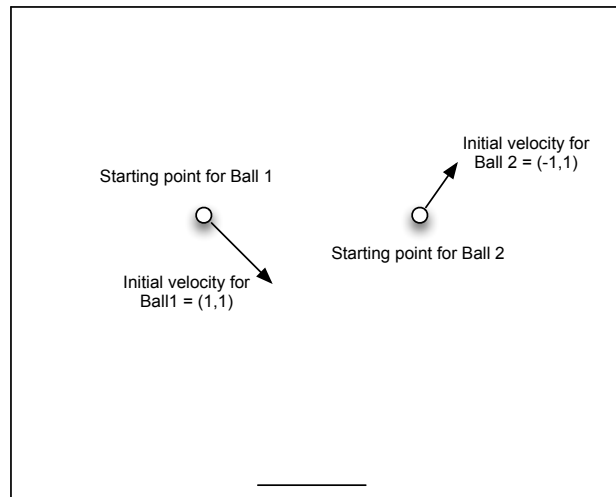 Initial velocity for
Ball 2 = (-1,1)
Starting point for Ball 1
Starting point for Ball 2
Initial velocity for
Ball1 = (1,1)